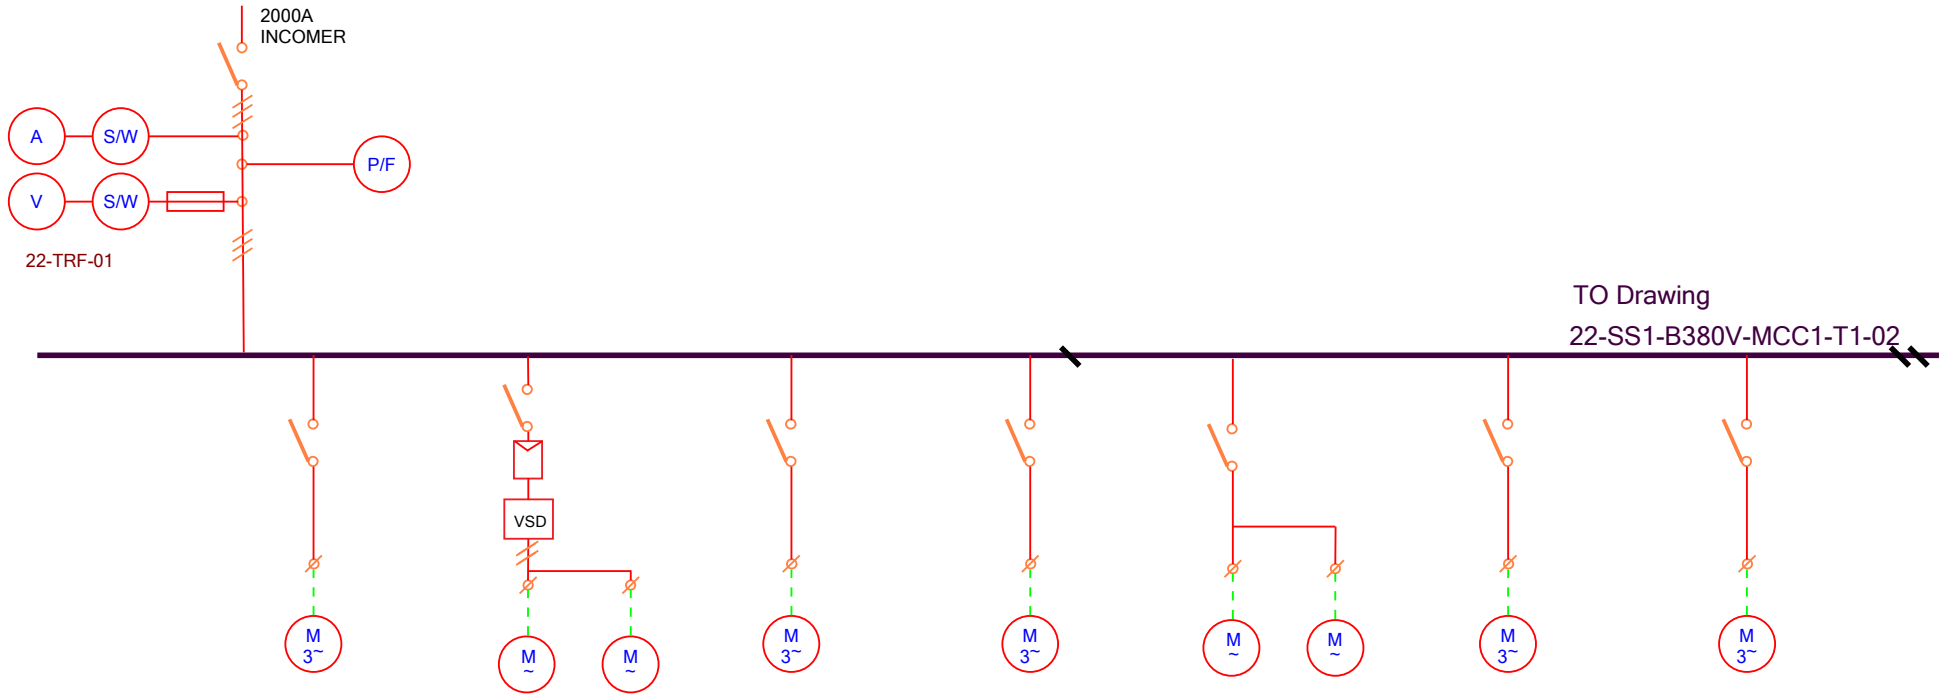 2000A
INCOMER
A
S/W
P/F
V
S/W
22-TRF-01
TO Drawing
22-SS1-B380V-MCC1-T1-02
VSD
M
3~
M
~
M
~
M
3~
M
3~
M
~
M
~
M
3~
M
3~